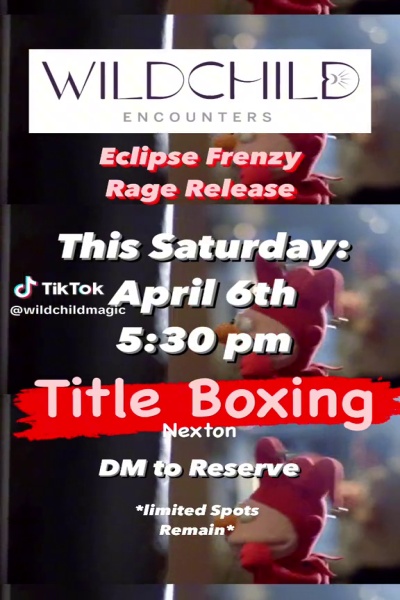 WILDCHILD
ENCOUNTERS
Eclipse Frenzy
Rage Release
This Saturday:
TikTok
@wildchildmagic
April 6th
5:30 pm
Title Boxing
Nexton
DM to Reserve
*limited Spots
Remain*